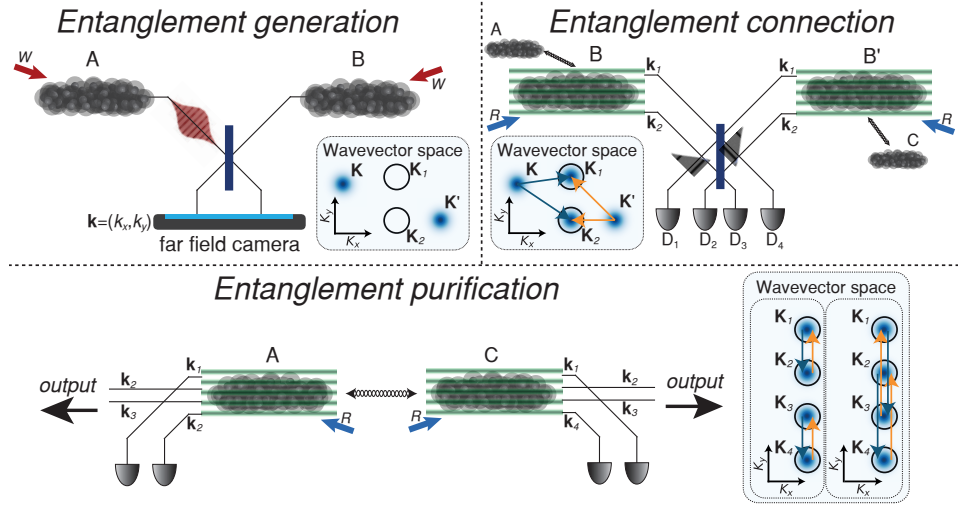 Entanglement generation
W
A
B
W
k=(kx,ky)
far field camera
Wavevector space
K
K1
K'
K2
Ky
Kx
Entanglement connection
A
B
k1
k2
R
k1
B'
k2
R
C
Wavevector space
K
K1
K'
K2
Ky
Kx
D1
D2
D3
D4
Entanglement purification
output
k1
k2
k3
k2
A
R
C
R
k1
k2
k3
k4
output
Wavevector space
K1
K2
K3
K4
Ky
Kx
K1
K2
K3
K4
Ky
Kx